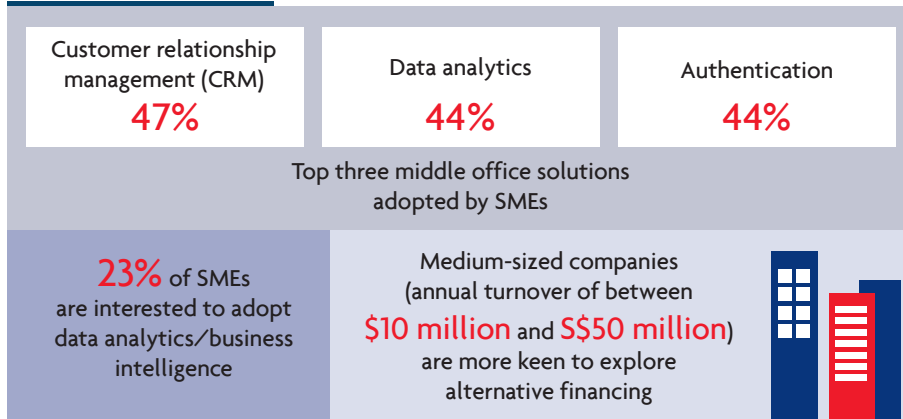 Customer relationship
management (CRM)
47%
Data analytics
44%
Authentication
44%
Top three middle office solutions
adopted by SMEs
23% of SMEs
are interested to adopt
data analytics/business
intelligence
Medium-sized companies
(annual turnover of between
$10 million and S$50 million)
are more keen to explore
alternative financing